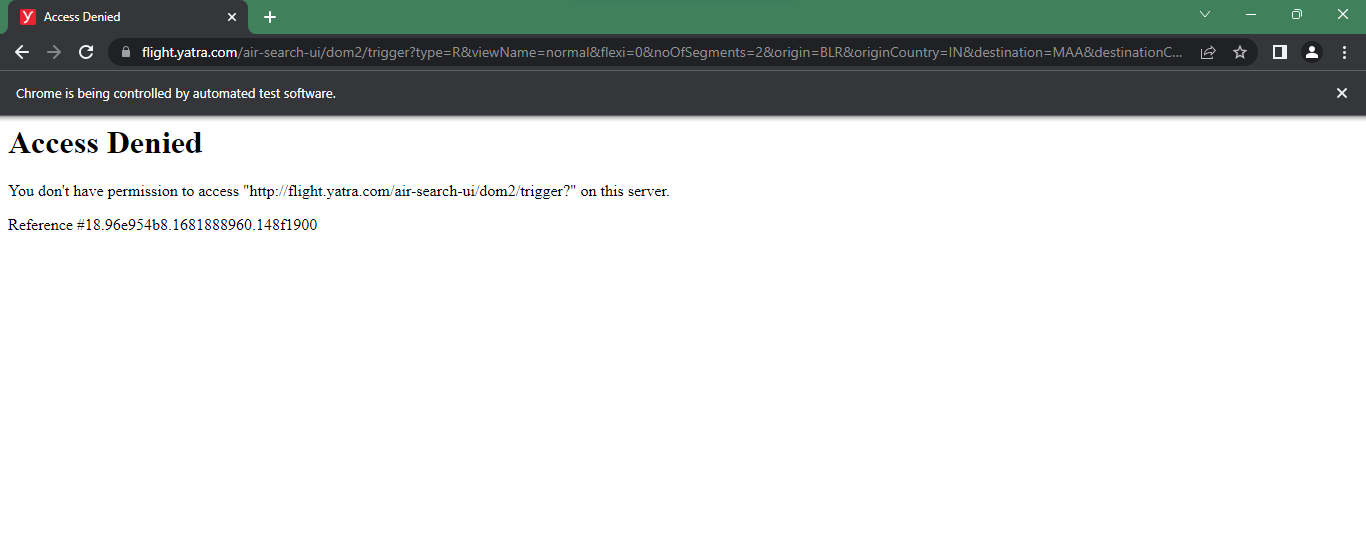 Access Denied
flight.yatra.com/air-search-ui/dom2/trigger?type=R&viewName=normal&flexi=0&noOfSegments=2&origin=BLR&originCountry=IN&destination=MAA&destinationC...
Chrome is being controlled by automated test software.
Access Denied
You don't have permission to access "http://flight.yatra.com/air-search-ui/dom2/trigger?" on this server.
Reference #18.96e954b8.1681888960.148f1900